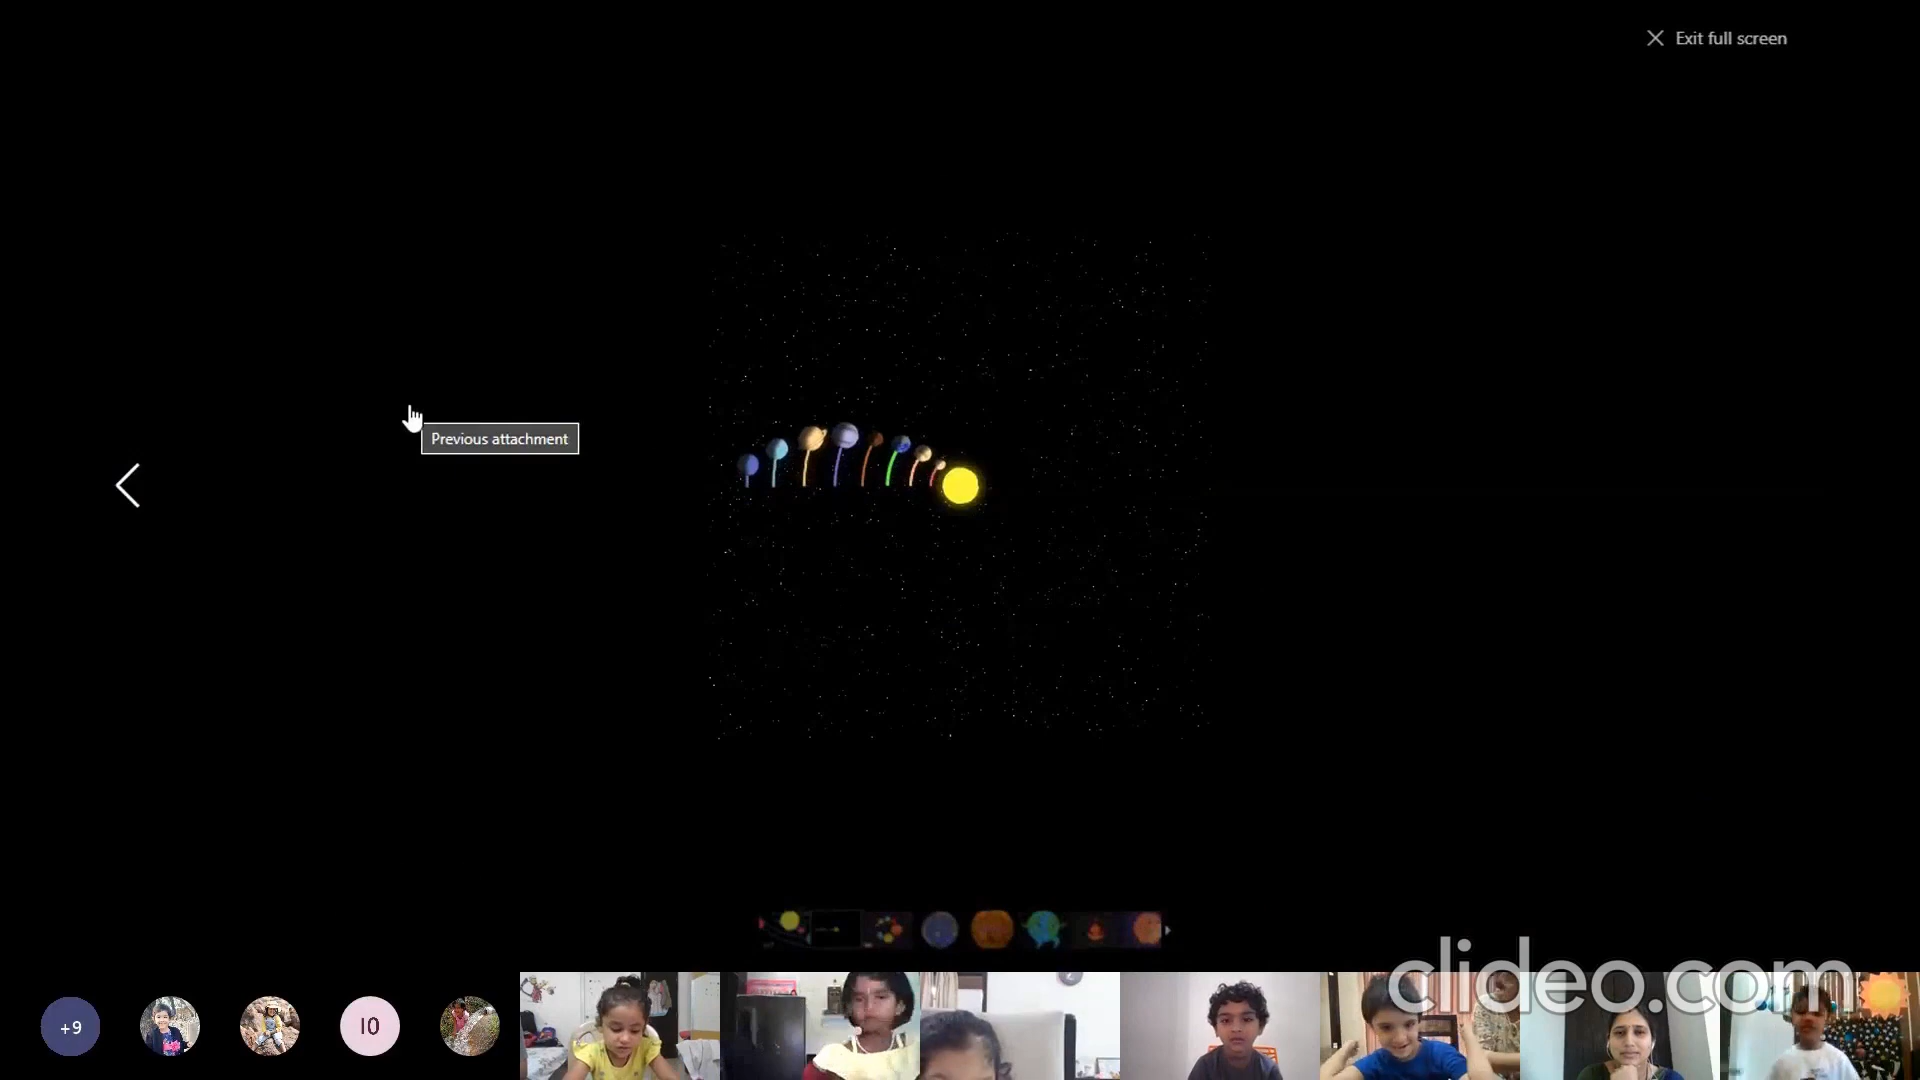 Exit full screen
Previous attachment
+9
IO
clideo.com